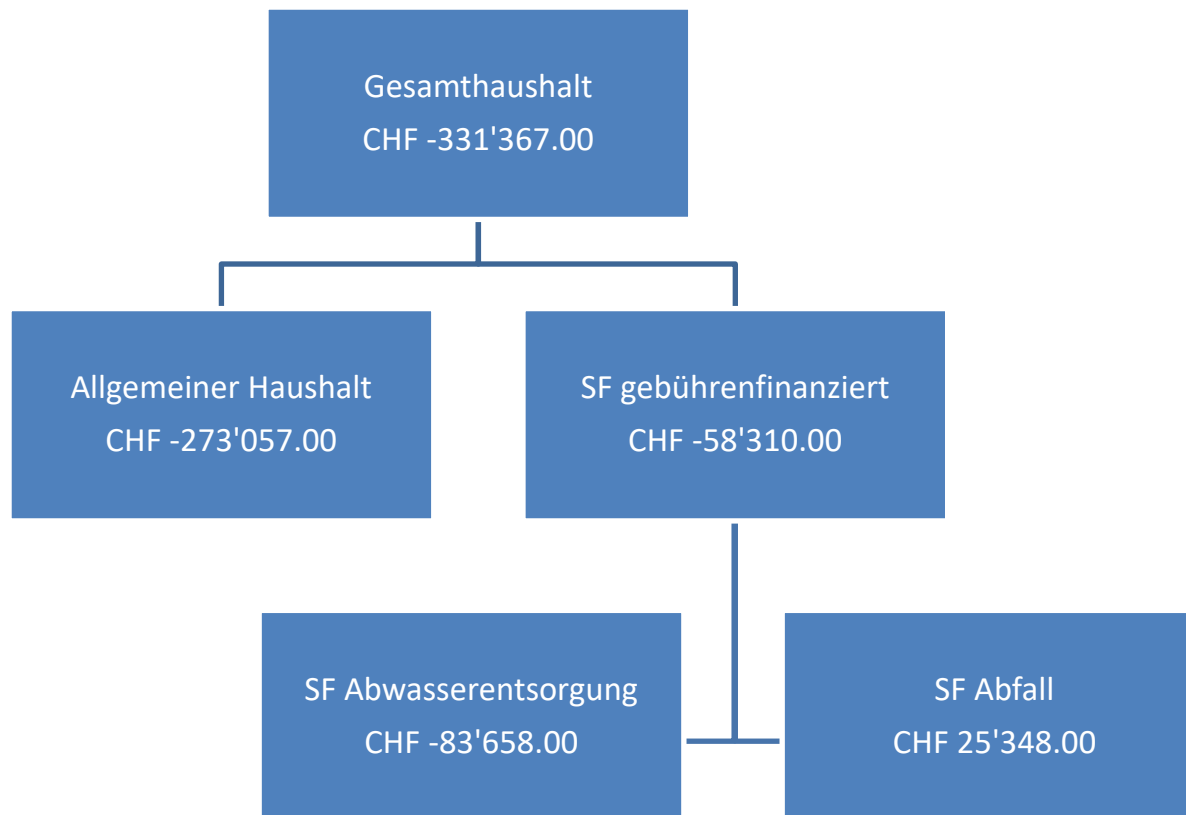 Gesamthaushalt
CHF -331'367.00
Allgemeiner Haushalt
CHF -273'057.00
SF gebührenfinanziert
CHF -58'310.00
SF Abwasserentsorgung
CHF -83'658.00
SF Abfall
CHF 25'348.00